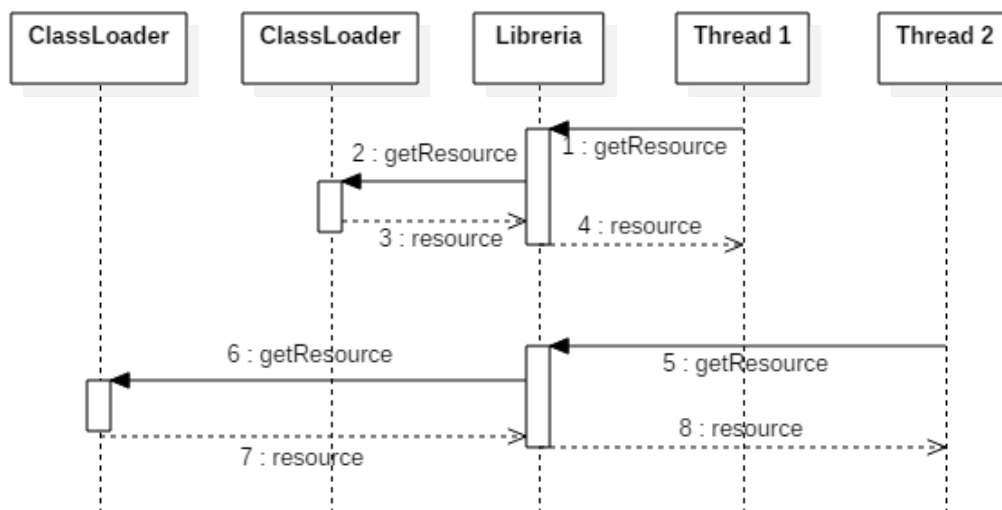 ClassLoader
ClassLoader
Libreria
Thread 1
Thread 2
1 : getResource
2 : getResource
3 : resource
4 : resource
5 : getResource
6 : getResource
7 : resource
8 : resource